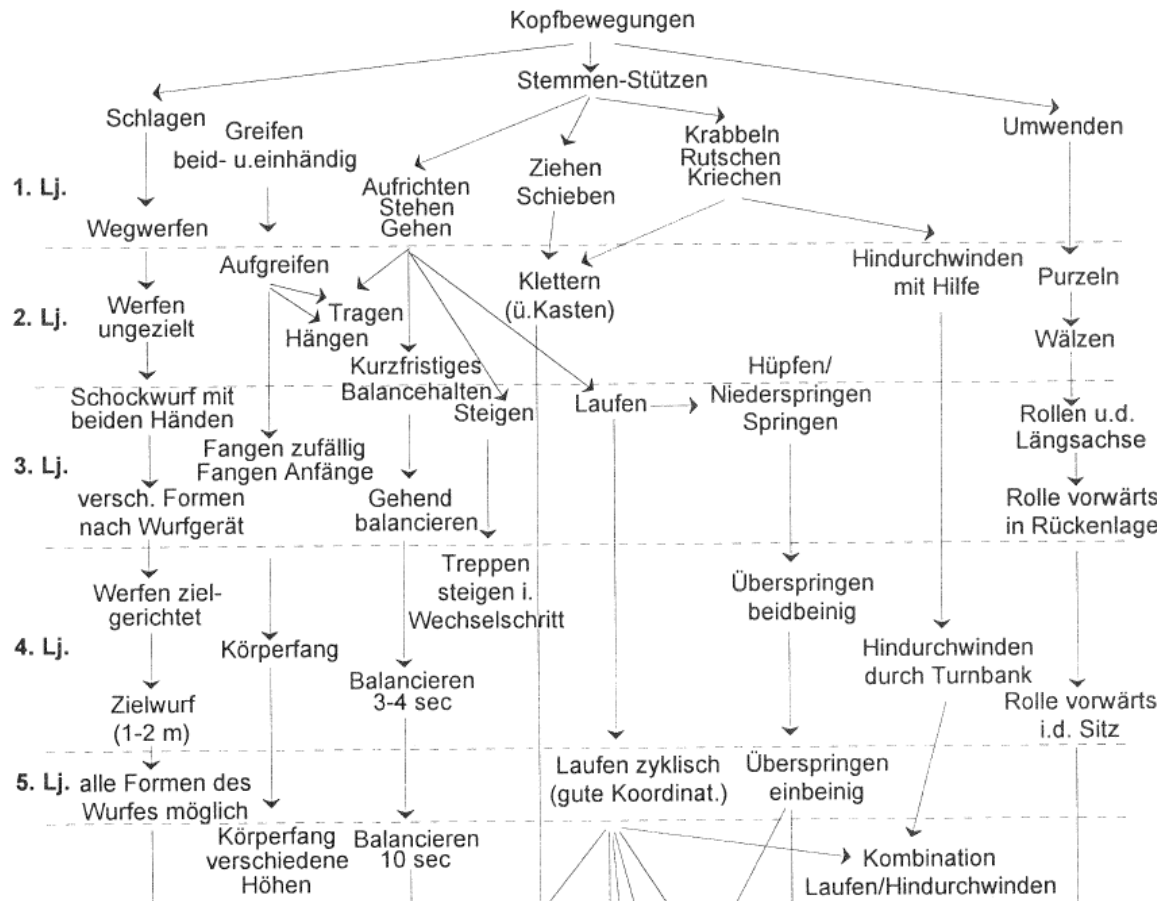 Kopfbewegungen
Stemmen-Stützen
Schlagen
Greifen
beid- u.einhändig
Krabbeln
Rutschen
Kriechen
Umwenden
Ziehen
Schieben
1. Lj.
Aufrichten
Stehen
Gehen
Wegwerfen
Aufgreifen
Hindurchwinden
mit Hilfe
Klettern
(ü.Kasten)
Purzeln
2. Lj.
Werfen
ungezielt
Tragen
Hängen
Wälzen
Kurzfristiges
Balancehalten
Hüpfen/
Niederspringen
Springen
Schockwurf mit
beiden Händen
Steigen
Laufen
Rollen u.d.
Längsachse
3. Lj.
Fangen zufällig
Fangen Anfänge
versch. Formen
nach Wurfgerät
Gehend
balancieren
Rolle vorwärts
in Rückenlage
Treppen
steigen i.
Wechselschritt
Werfen ziel-
gerichtet
Überspringen
beidbeinig
4. Lj.
Körperfang
Hindurchwinden
durch Turnbank
Balancieren
3-4 sec
Zielwurf
(1-2 m)
Rolle vorwärts
i.d. Sitz
5. Lj.
alle Formen des
Wurfes möglich
Laufen zyklisch
(gute Koordinat.)
Überspringen
einbeinig
Körperfang
verschiedene
Höhen
Balancieren
10 sec
Kombination
Laufen/Hindurchwinden